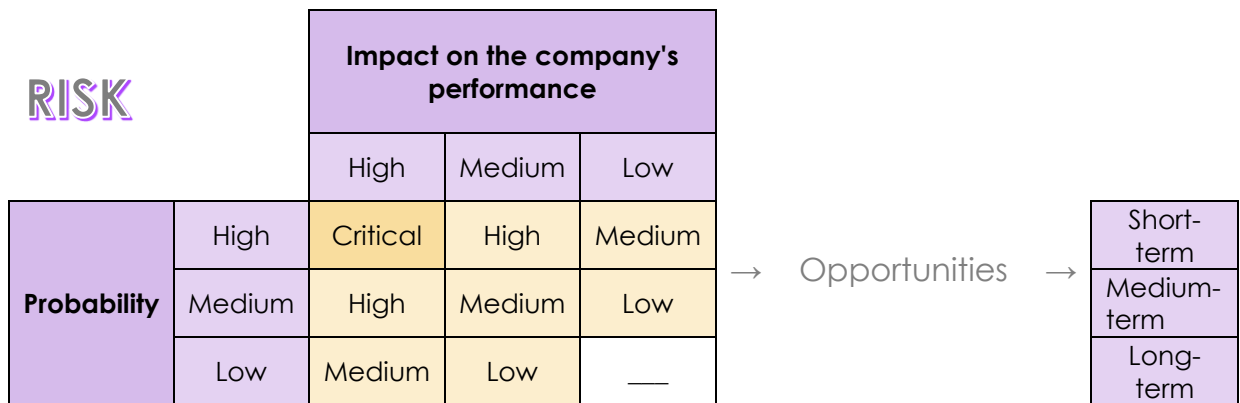 Impact on the company's
performance
RISK
High Medium Low
High Critical High Medium
Short-
term
→ Opportunities →
Probability Medium High Medium Low
Medium-
term
Low Medium Low ___
Long-
term